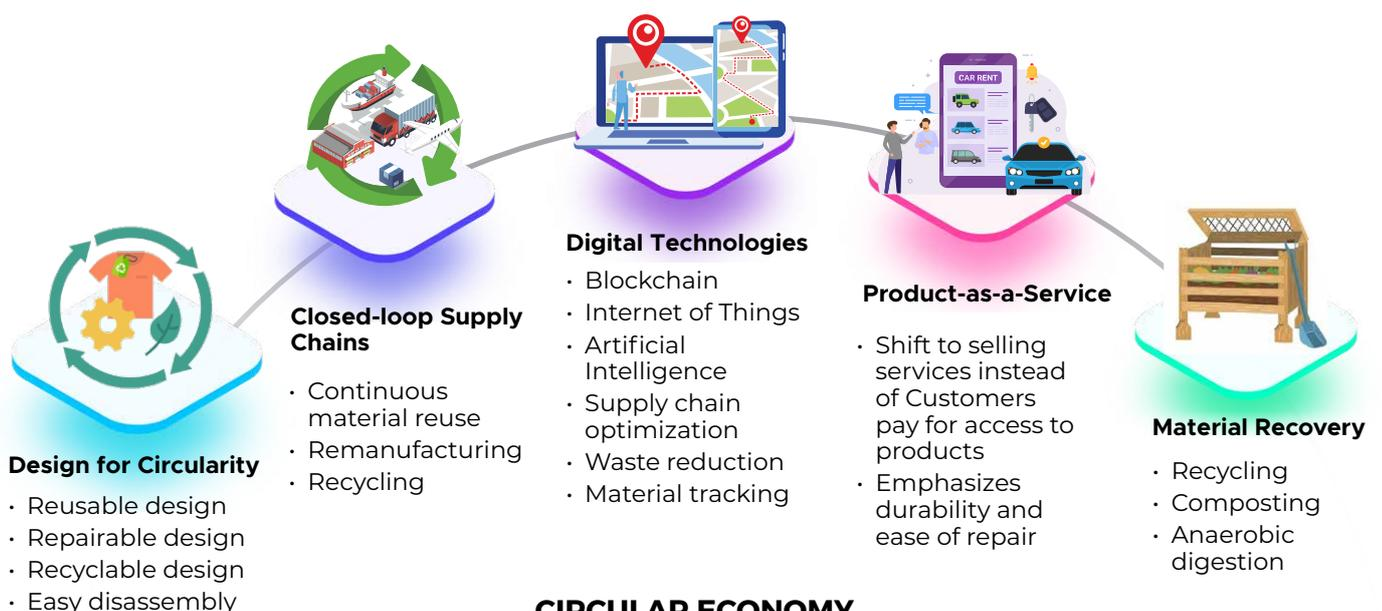 CAR RENT
Digital Technologies
• Blockchain
• Internet of Things
• Artificial
Intelligence
• Supply chain
optimization
• Waste reduction
• Material tracking
Product-as-a-Service
• Shift to selling
services instead
of Customers
pay for access to
products
• Emphasizes
durability and
ease of repair
Closed-loop Supply
Chains
• Continuous
material reuse
• Remanufacturing
• Recycling
Material Recovery
• Recycling
• Composting
• Anaerobic
digestion
Design for Circularity
• Reusable design
• Repairable design
• Recyclable design
• Easy disassembly
CIRCULAR ECONOMY